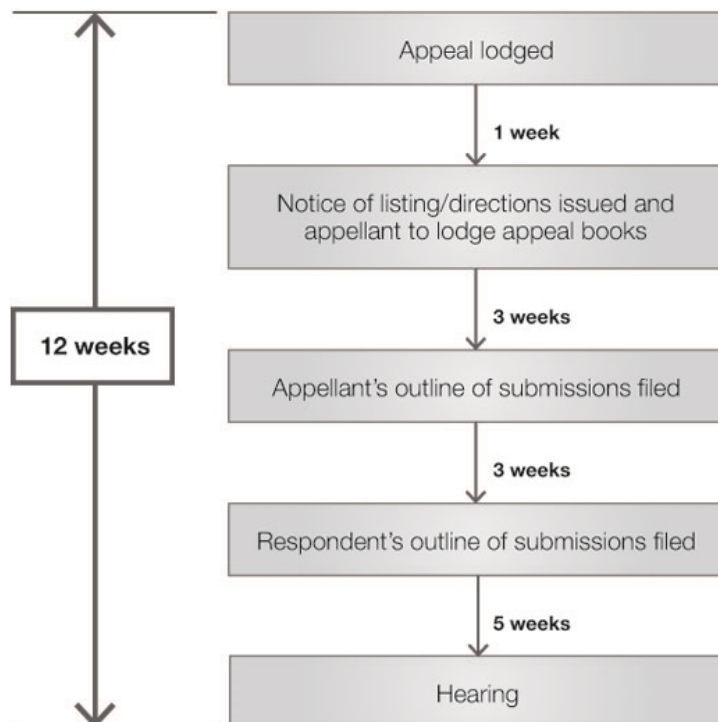 Appeal lodged
1 week
Notice of listing/directions issued and
appellant to lodge appeal books
3 weeks
12 weeks
Appellant’s outline of submissions filed
3 weeks
Respondent’s outline of submissions filed
5 weeks
Hearing